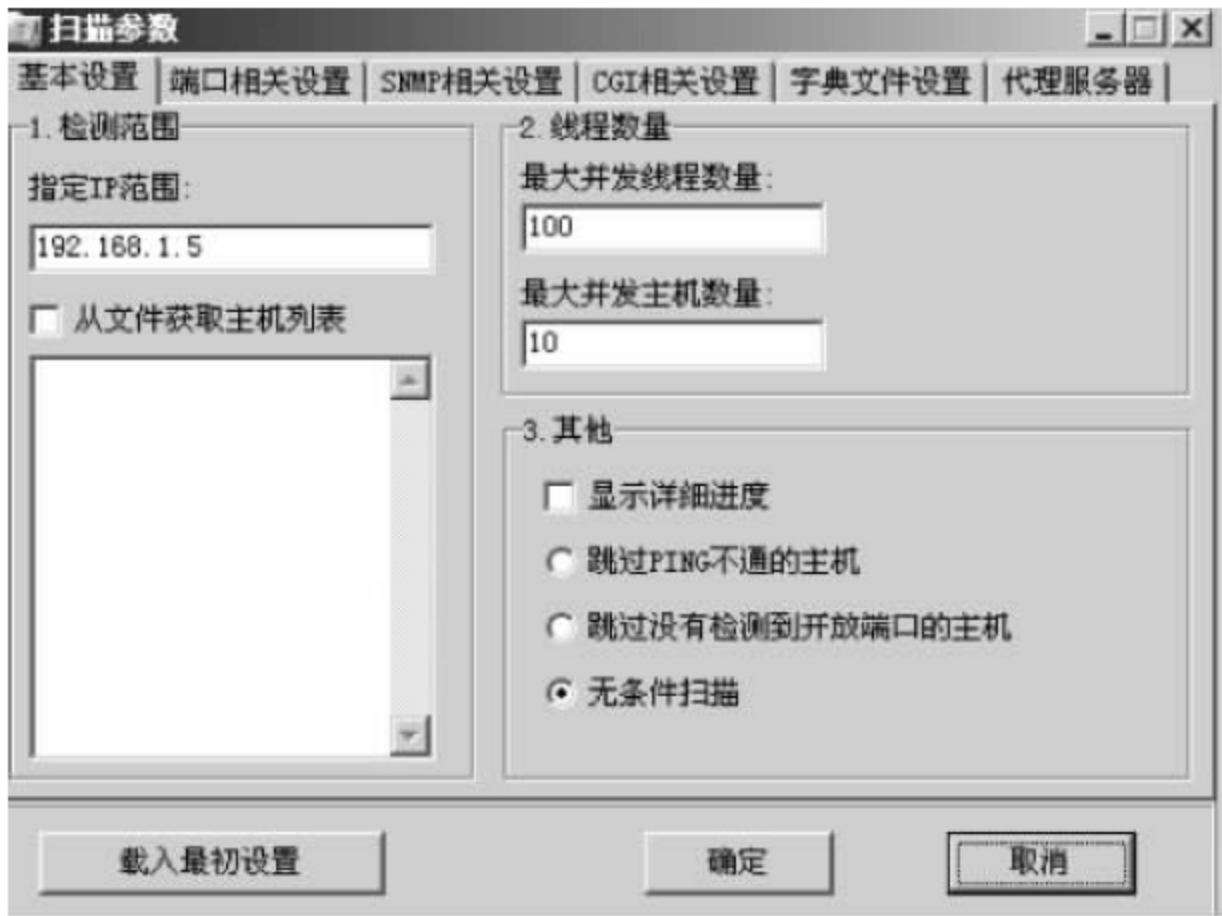 扫描参数
基本设置 端口相关设置 SNMP相关设置 CGI相关设置 字典文件设置 代理服务器
1.检测范围
指定IP范围:
192.168.1.5
从文件获取主机列表
2.线程数量
最大并发线程数量:
100
最大并发主机数量:
10
3.其他
显示详细进度
跳过PING不通的主机
跳过没有检测到开放端口的主机
无条件扫描
载入最初设置 确定 取消